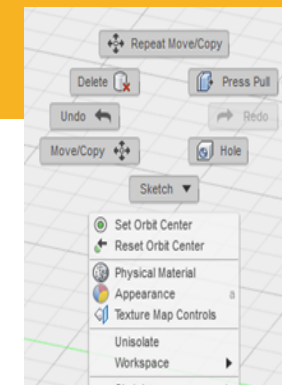 Repeat Move/Copy
Delete Press Pull
Undo Redo
Move/Copy Hole
Sketch
Set Orbit Center
Reset Orbit Center
Physical Material
Appearance a
Texture Map Controls
Unisolate
Workspace